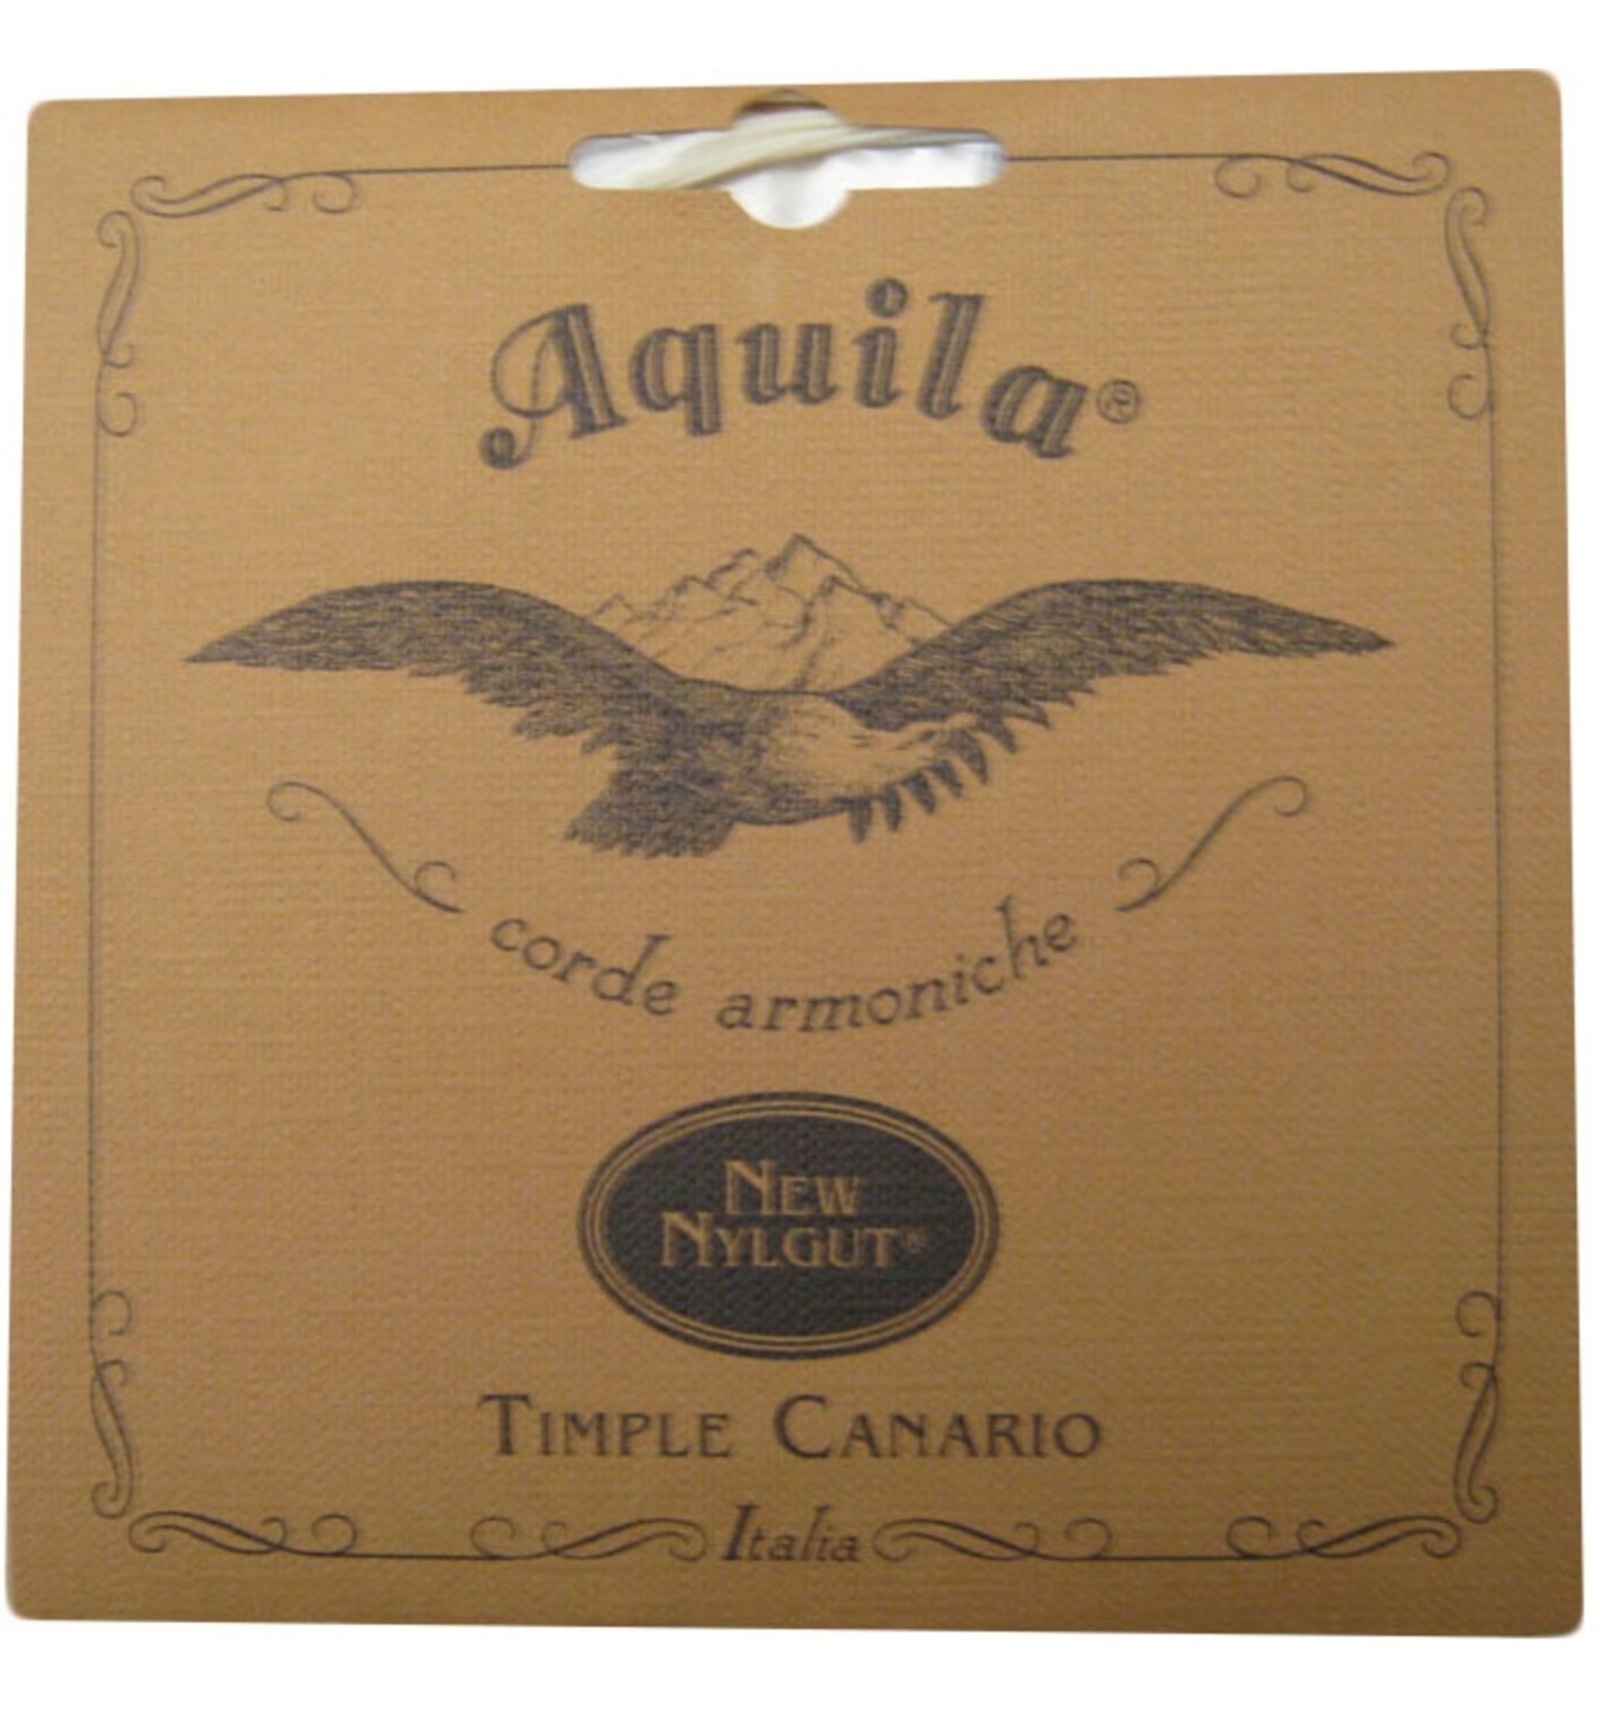 Aquila®
corde armoniche
NEW
NYLGUT®
TIMPLE CANARIO
Italia